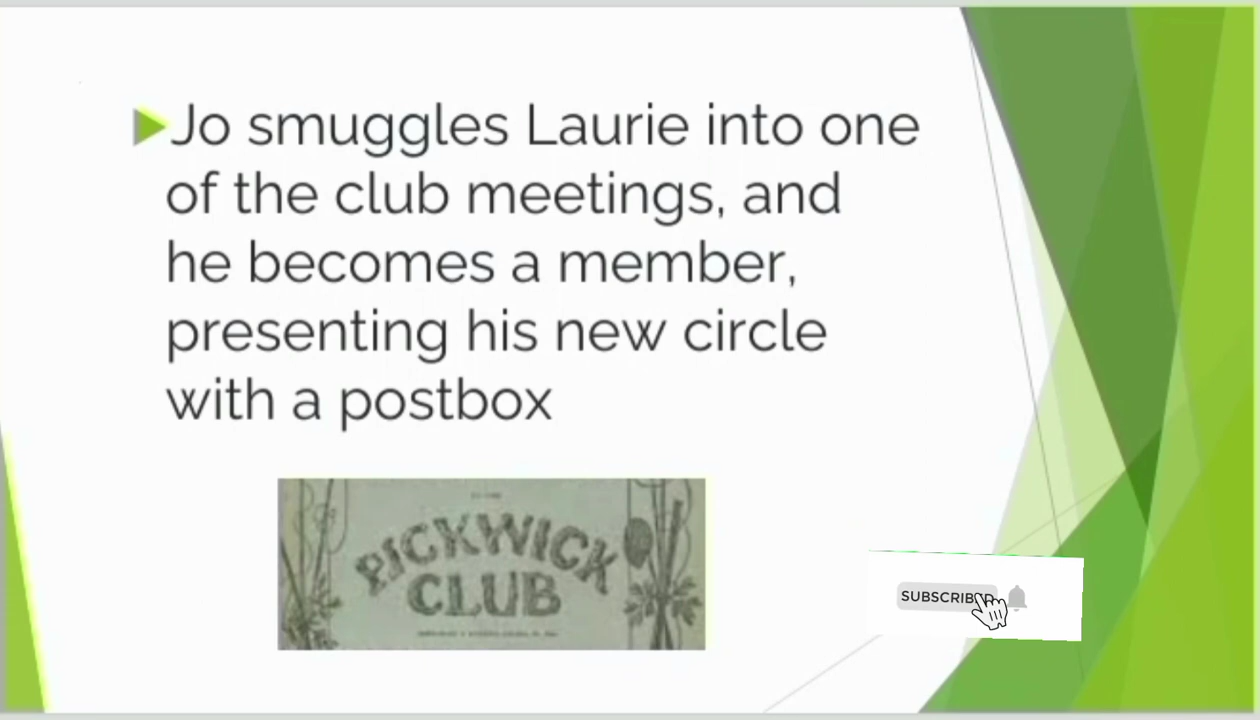 Jo smuggles Laurie into one
of the club meetings, and
he becomes a member,
presenting his new circle
with a postbox
PICKWICK
CLUB
SUBSCRIBED